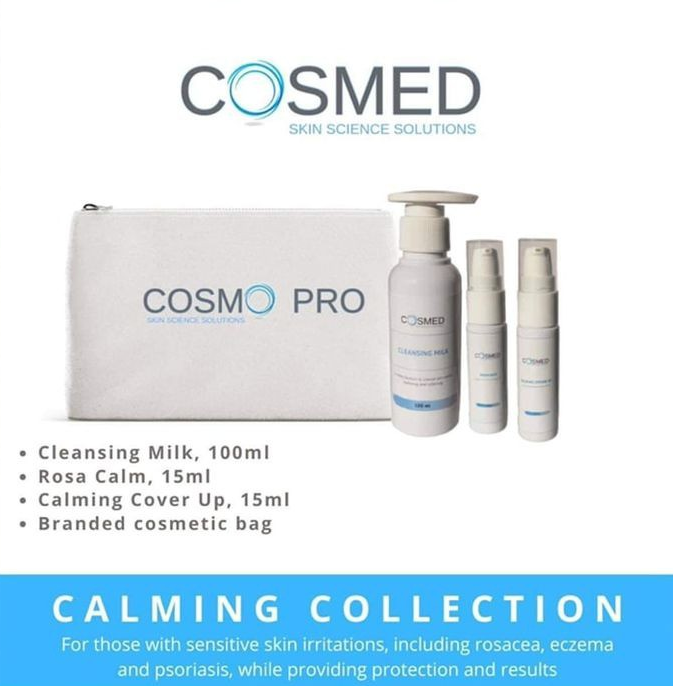 COSMED
SKIN SCIENCE SOLUTIONS
COSMO PRO
SKIN SCIENCE SOLUTIONS
COSMED
CLEANSING MILK
100 ml
COSMED
COSMED
• Cleansing Milk, 100ml
• Rosa Calm, 15ml
• Calming Cover Up, 15ml
• Branded cosmetic bag
CALMING COLLECTION
For those with sensitive skin irritations, including rosacea, eczema
and psoriasis, while providing protection and results